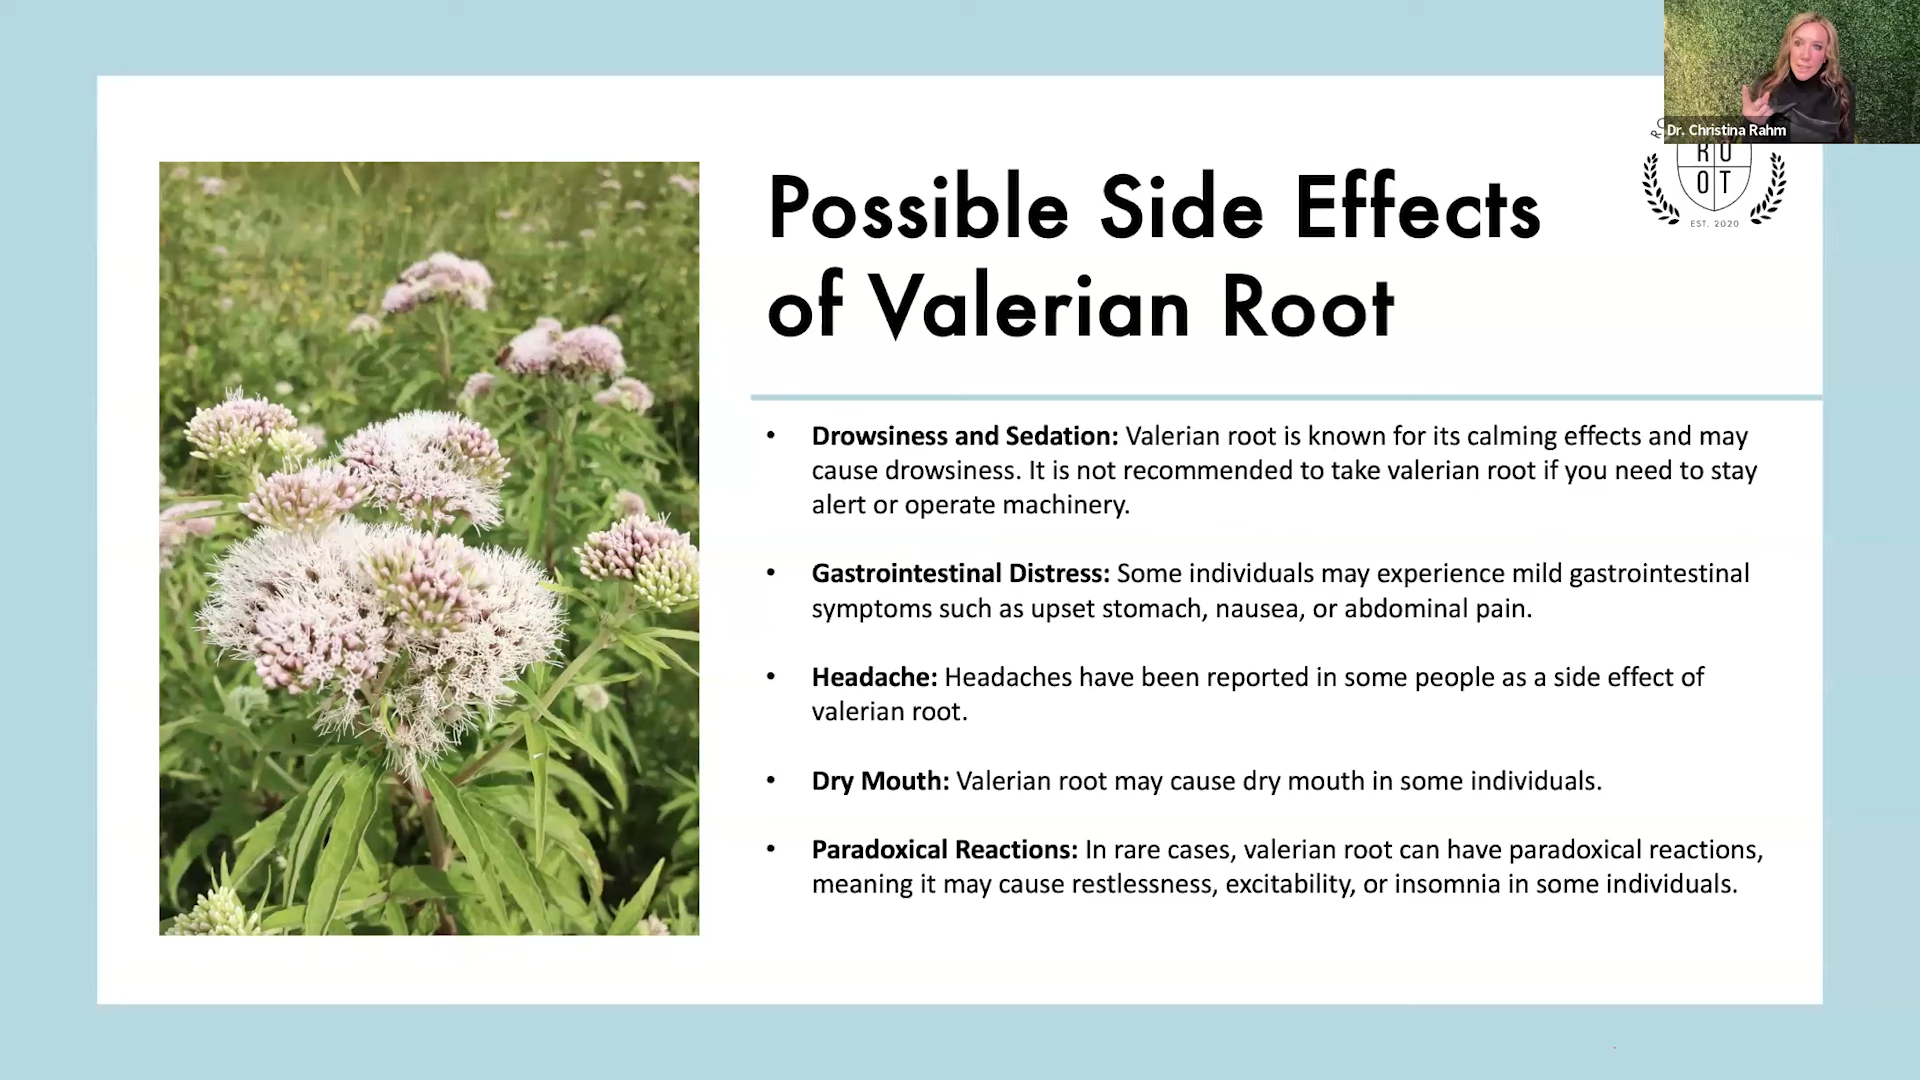 Dr. Christina Rahm
R O
O T
EST. 2020
Possible Side Effects
of Valerian Root
• Drowsiness and Sedation: Valerian root is known for its calming effects and may
cause drowsiness. It is not recommended to take valerian root if you need to stay
alert or operate machinery.
• Gastrointestinal Distress: Some individuals may experience mild gastrointestinal
symptoms such as upset stomach, nausea, or abdominal pain.
• Headache: Headaches have been reported in some people as a side effect of
valerian root.
• Dry Mouth: Valerian root may cause dry mouth in some individuals.
• Paradoxical Reactions: In rare cases, valerian root can have paradoxical reactions,
meaning it may cause restlessness, excitability, or insomnia in some individuals.